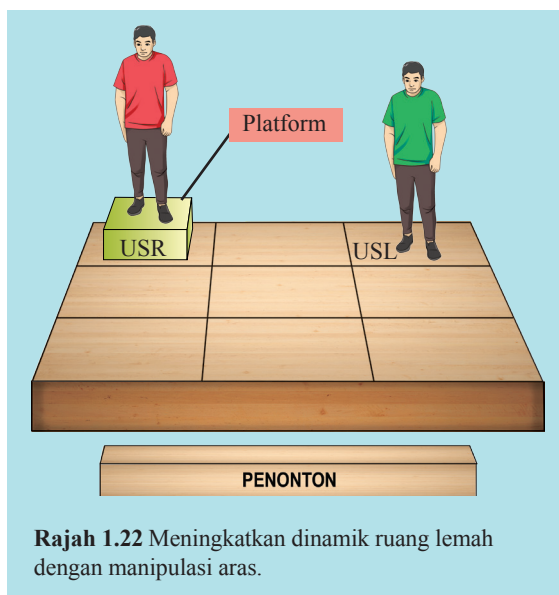 Platform
USR
USL
PENONTON
Rajah 1.22 Meningkatkan dinamik ruang lemah
dengan manipulasi aras.